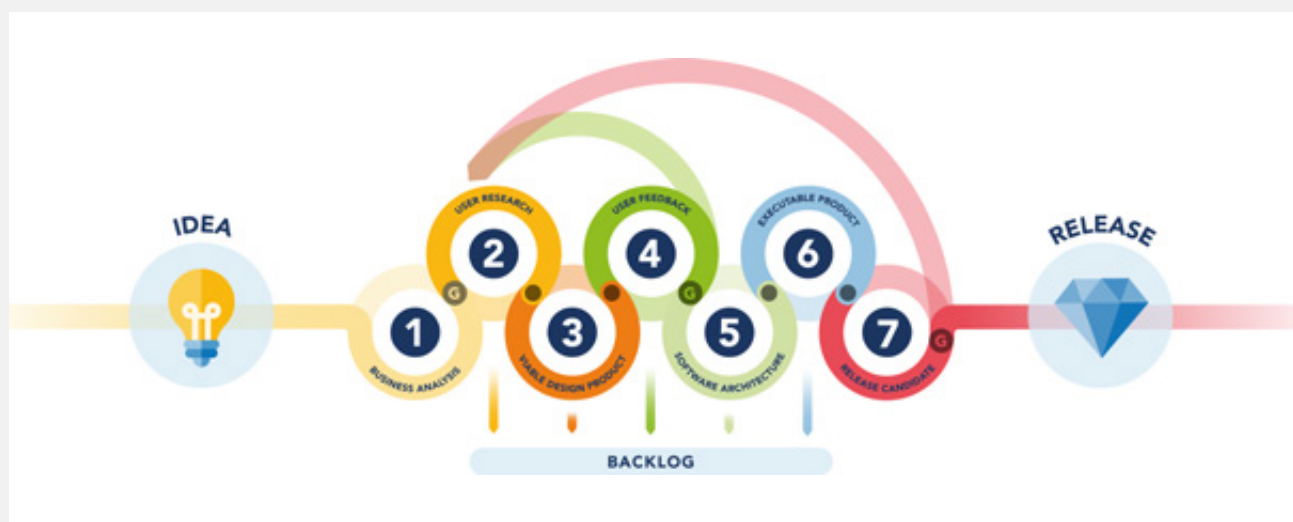 IDEA
1
BUSINESS ANALYSIS
G
2
USER RESEARCH
3
VIABLE DESIGN PRODUCT
4
USER FEEDBACK
G
5
SOFTWARE ARCHITECTURE
6
EXECUTABLE PRODUCT
7
RELEASE CANDIDATE
G
RELEASE
BACKLOG